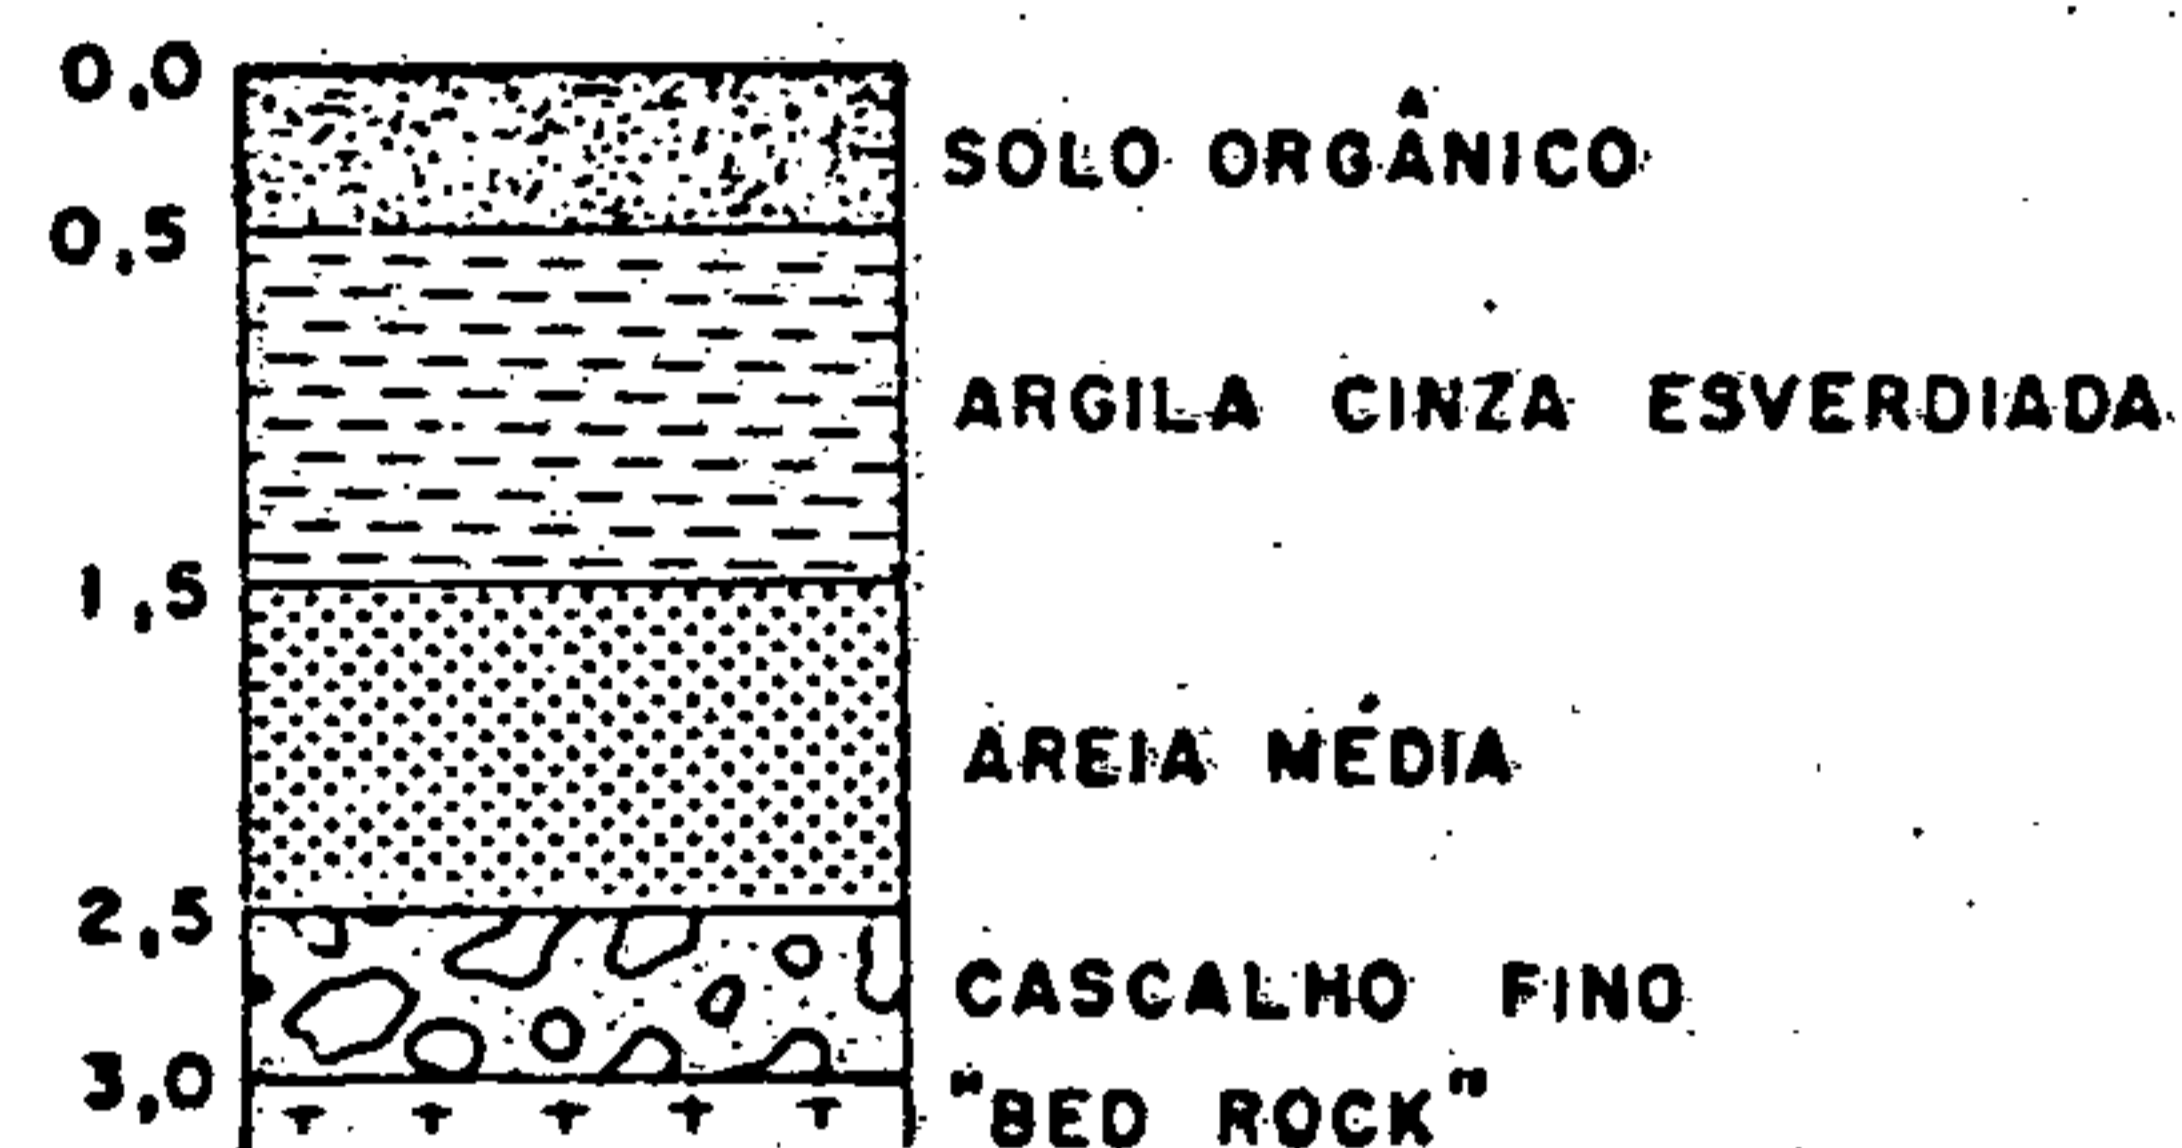 0,0
SOLO ORGÂNICO
0,5
ARGILA CINZA ESVERDIADA
1,5
AREIA MÉDIA
2,5
CASCALHO FINO
3,0
"BED ROCK"